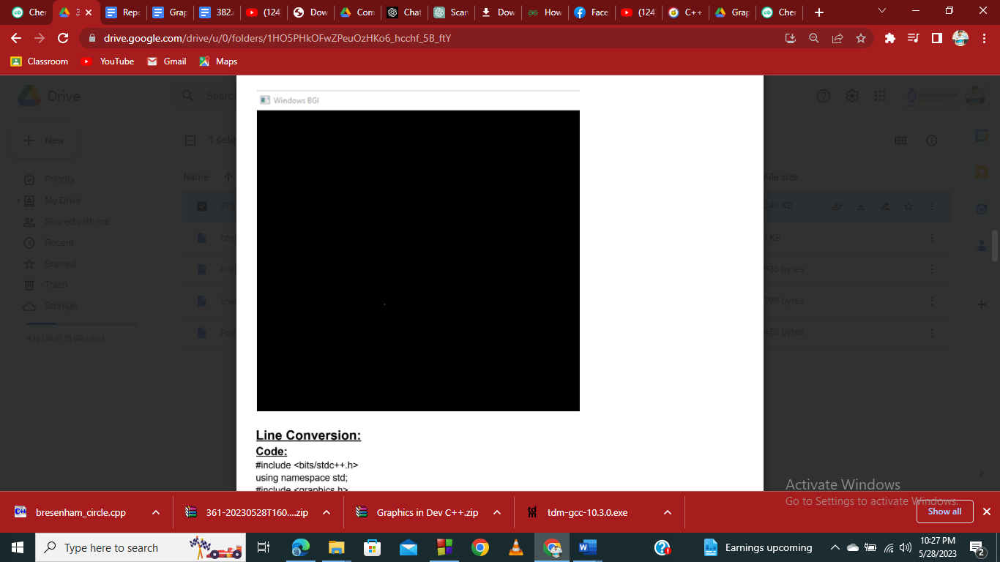 Cher
3
Repo
Grap
382.
(124
Dow
Com
Chat
Scan
Dow
How
Face
(124
C++
Grap
Cher
drive.google.com/drive/u/0/folders/1HO5PHkOFwZPeuOzHKo6_hcchf_5B_ftY
Classroom YouTube Gmail Maps
Drive
Search
New
1 sele
Priority
My Drive
Shared with me
Recent
Starred
Trash
Storage
4.16 GB of 15 GB used
Name
File size
376
249 KB
bre
1 KB
bre
933 bytes
line
799 bytes
Poin
452 bytes
Windows BGI
Line Conversion:
Code:
#include <bits/stdc++.h>
using namespace std;
#include <graphics.h>
Activate Windows
Go to Settings to activate Windows.
bresenham_circle.cpp
361-20230528T160....zip
Graphics in Dev C++.zip
tdm-gcc-10.3.0.exe
Show all
Type here to search
Earnings upcoming
10:27 PM
5/28/2023
2